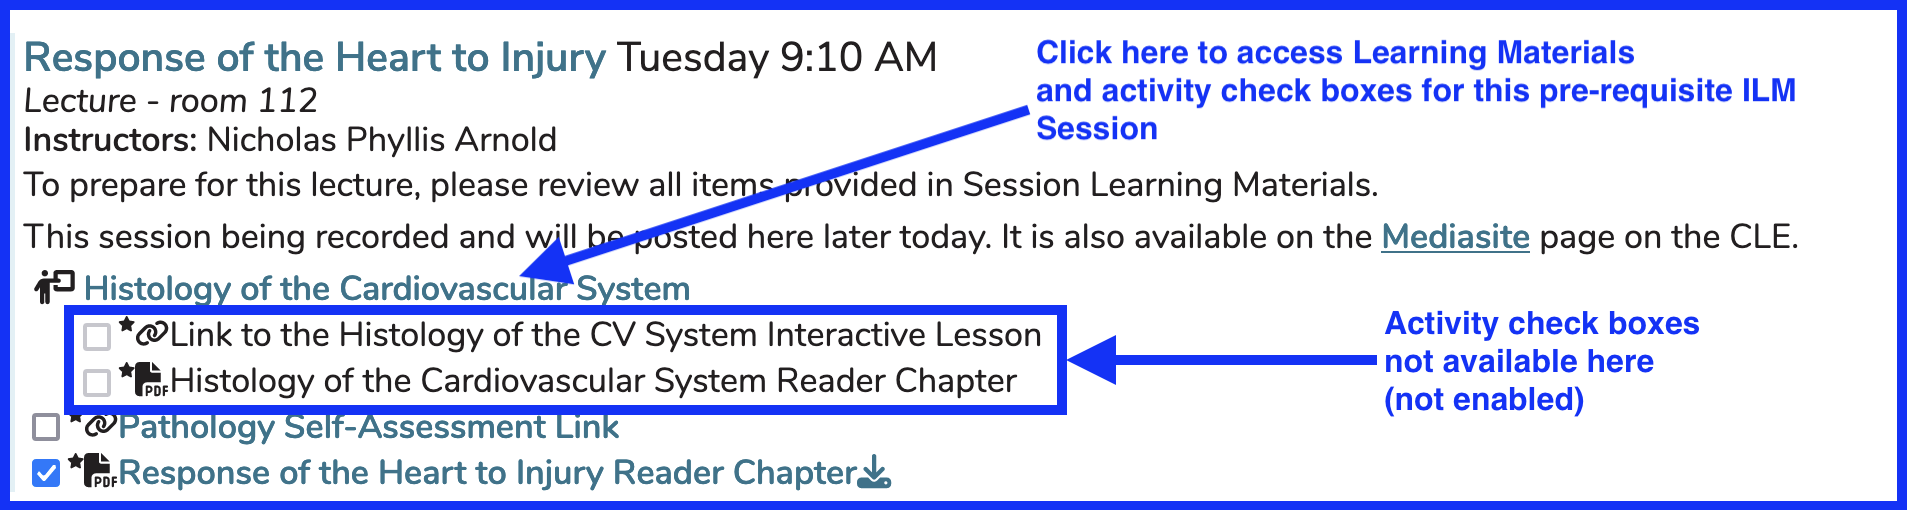 Response of the Heart to Injury Tuesday 9:10 AM
Lecture - room 112
Instructors: Nicholas Phyllis Arnold
To prepare for this lecture, please review all items provided in Session Learning Materials.
This session being recorded and will be posted here later today. It is also available on the Mediasite page on the CLE.
Histology of the Cardiovascular System
Link to the Histology of the CV System Interactive Lesson
PDF Histology of the Cardiovascular System Reader Chapter
Pathology Self-Assessment Link
PDF Response of the Heart to Injury Reader Chapter
Click here to access Learning Materials
and activity check boxes for this pre-requisite ILM
Session
Activity check boxes
not available here
(not enabled)